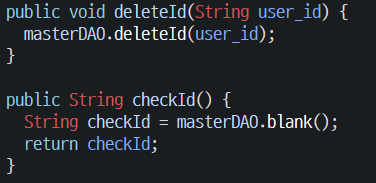 public void deleteId(String user_id) {
  masterDAO.deleteId(user_id);
}

public String checkId() {
  String checkId = masterDAO.blank();
  return checkId;
}